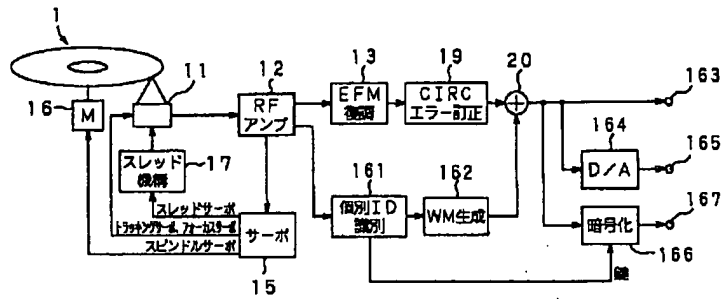 1
11
12
RF
アンプ
13
EFM
復調
19
CIRC
エラー訂正
20
163
16
M
スレッド
機構
17
161
個別ID
識別
162
WM生成
164
D/A
165
暗号化
167
166
鍵
スレッドサーボ
トラッキングサーボ、フォーカスサーボ
スピンドルサーボ
サーボ
15